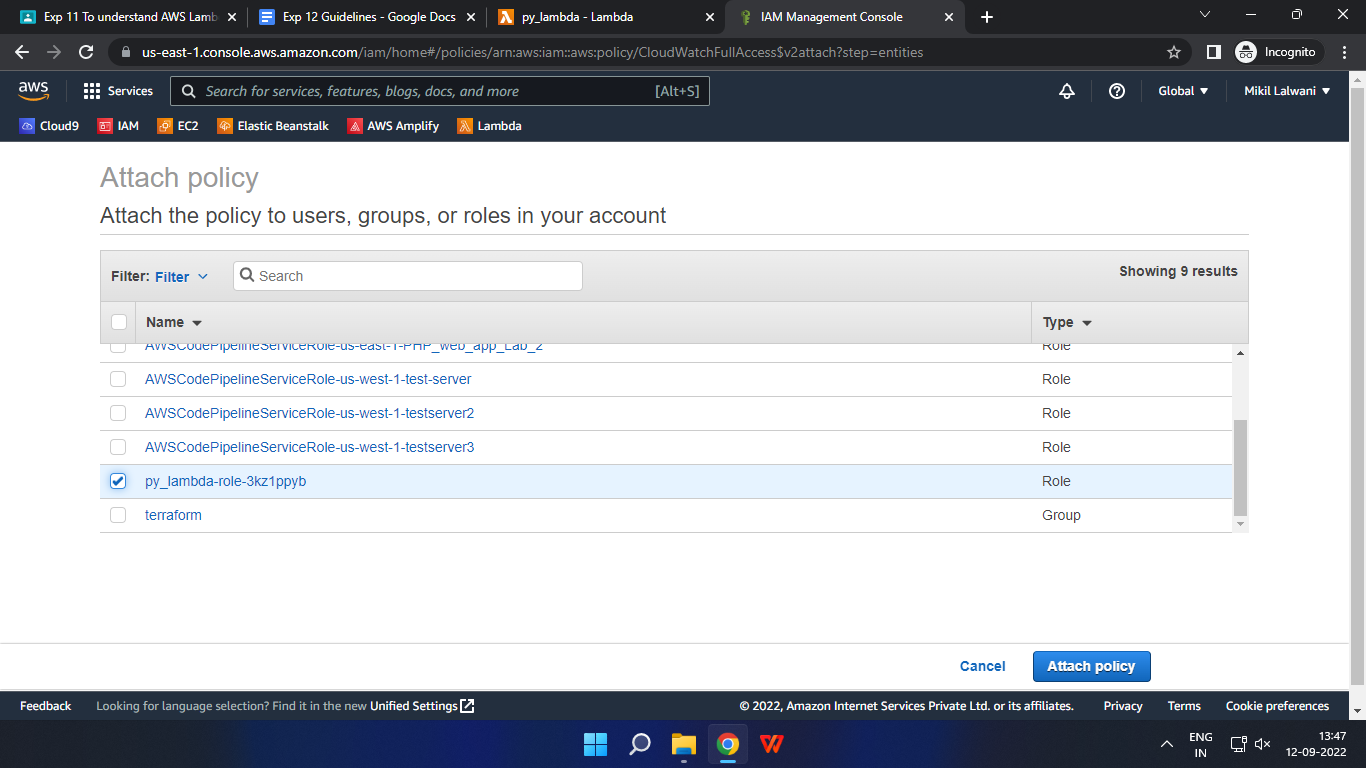 Exp 11 To understand AWS Lamb
Exp 12 Guidelines - Google Docs
py_lambda - Lambda
IAM Management Console
us-east-1.console.aws.amazon.com/iam/home#/policies/arn:aws:iam::aws:policy/CloudWatchFullAccess$v2attach?step=entities
Incognito
aws
Services
Search for services, features, blogs, docs, and more
[Alt+S]
Global
Mikil Lalwani
Cloud9
IAM
EC2
Elastic Beanstalk
AWS Amplify
Lambda
Attach policy
Attach the policy to users, groups, or roles in your account
Filter: Filter
Search
Showing 9 results
Name
Type
AWSCodePipelineServiceRole-us-east-1-PHP_web_app_Lab_2
Role
AWSCodePipelineServiceRole-us-west-1-test-server
Role
AWSCodePipelineServiceRole-us-west-1-testserver2
Role
AWSCodePipelineServiceRole-us-west-1-testserver3
Role
py_lambda-role-3kz1ppyb
Role
terraform
Group
Cancel
Attach policy
Feedback
Looking for language selection? Find it in the new Unified Settings
© 2022, Amazon Internet Services Private Ltd. or its affiliates.
Privacy
Terms
Cookie preferences
ENG
IN
13:47
12-09-2022